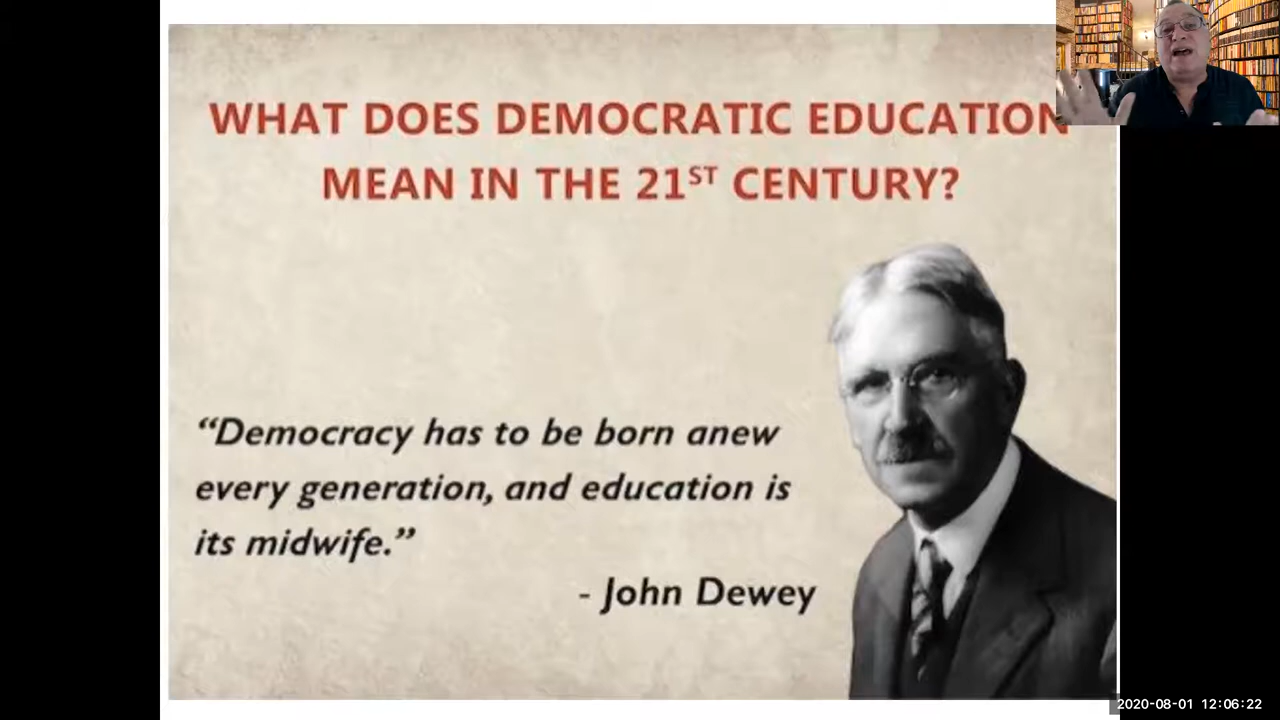 WHAT DOES DEMOCRATIC EDUCATION
MEAN IN THE 21ST CENTURY?
“Democracy has to be born anew
every generation, and education is
its midwife.”
- John Dewey
2020-08-01 12:06:22